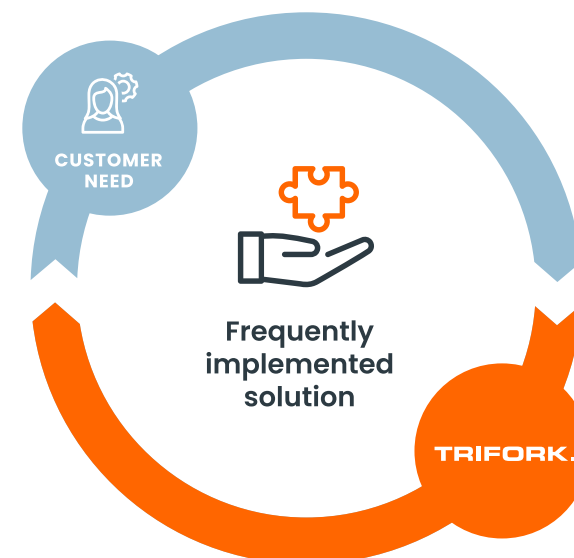 CUSTOMER
NEED
Frequently
implemented
solution
TRIFORK.